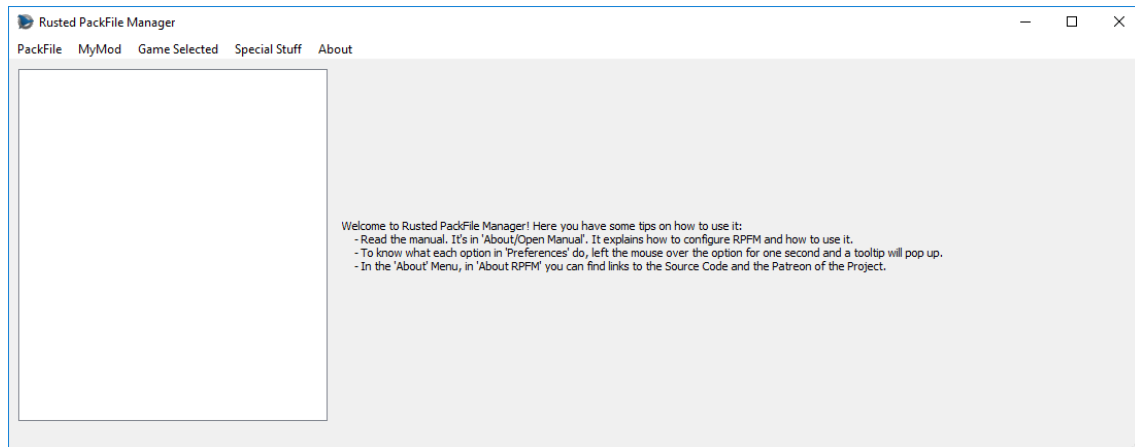 Rusted PackFile Manager
PackFile MyMod Game Selected Special Stuff About
Welcome to Rusted PackFile Manager! Here you have some tips on how to use it:
- Read the manual. It's in 'About/Open Manual'. It explains how to configure RPFM and how to use it.
- To know what each option in 'Preferences' do, left the mouse over the option for one second and a tooltip will pop up.
- In the 'About' Menu, in 'About RPFM' you can find links to the Source Code and the Patreon of the Project.